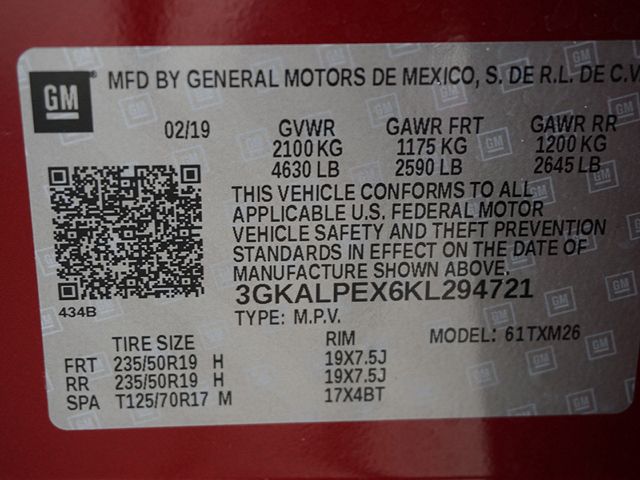 GM
MFD BY GENERAL MOTORS DE MEXICO, S. DE R.L. DE C.V
02/19 GVWR GAWR FRT GAWR RR
2100 KG 1175 KG 1200 KG
4630 LB 2590 LB 2645 LB
THIS VEHICLE CONFORMS TO ALL
APPLICABLE U.S. FEDERAL MOTOR
VEHICLE SAFETY AND THEFT PREVENTION
STANDARDS IN EFFECT ON THE DATE OF
MANUFACTURE SHOWN ABOVE.
3GKALPEX6KL294721
434B TYPE: M.P.V. MODEL: 61TXM26
TIRE SIZE RIM
FRT 235/50R19 H 19X7.5J
RR 235/50R19 H 19X7.5J
SPA T125/70R17 M 17X4BT